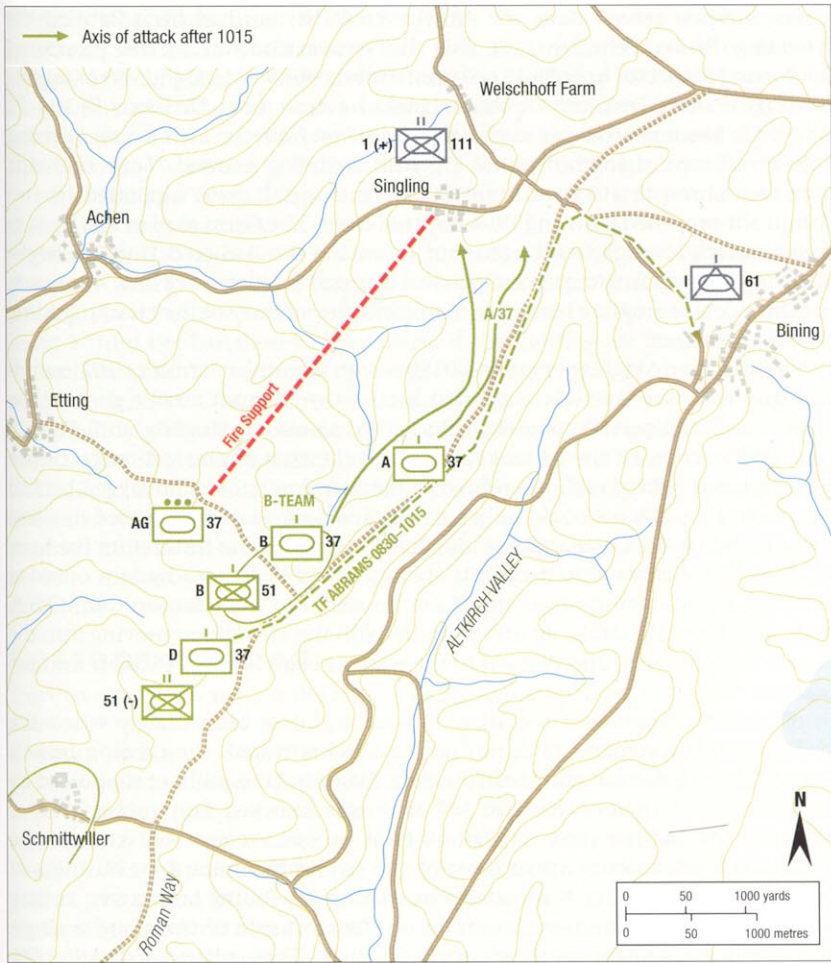 Axis of attack after 1015
Welschoff Farm
1 (+) 111
Singling
Achen
I 61
A/37
Bining
Fire Support
Etting
A 37
B-TEAM
AG 37
B 37
TF ABRAMS 0830–1015
B 51
ALTKIRCH VALLEY
D 37
51 (-)
Schmittwiller
Roman Way
N
0 50 1000 yards
0 50 1000 metres